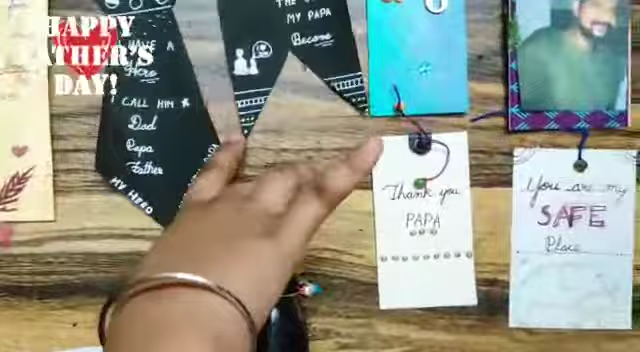 HAPPY
FATHER'S
DAY!
HAVE A
Hero
I CALL HIM
Dad
Papa
Father
MY HERO
THE
MY PAPA
Become
Thank you
PAPA
You are my
SAFE
Place